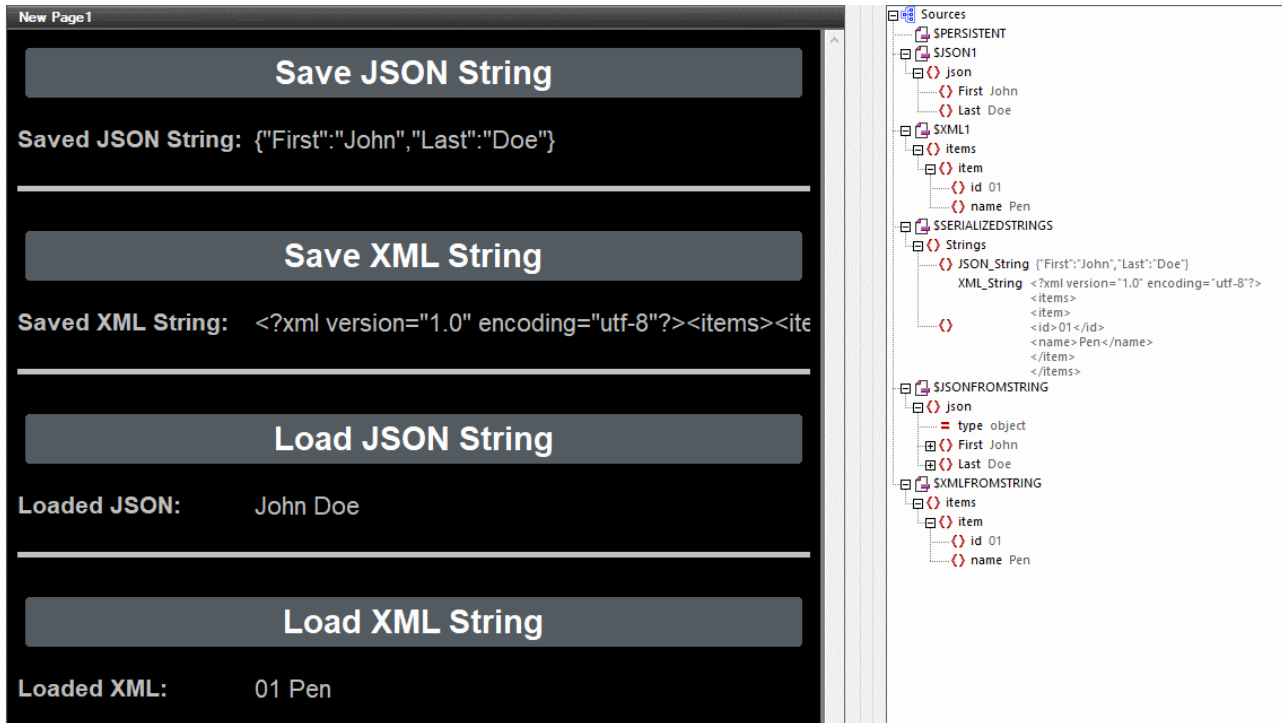 New Page1
Save JSON String
Saved JSON String: {"First":"John","Last":"Doe"}
Save XML String
Saved XML String: <?xml version="1.0" encoding="utf-8"?><items><ite
Load JSON String
Loaded JSON: John Doe
Load XML String
Loaded XML: 01 Pen
Sources
$PERSISTENT
$JSON1
json
First John
Last Doe
$XML1
items
item
id 01
name Pen
$SERIALIZEDSTRINGS
Strings
JSON_String {"First":"John","Last":"Doe"}
XML_String <?xml version="1.0" encoding="utf-8"?>
<items>
<item>
<id>01</id>
<name>Pen</name>
</item>
</items>
$JSONFROMSTRING
json
= type object
First John
Last Doe
$XMLFROMSTRING
items
item
id 01
name Pen